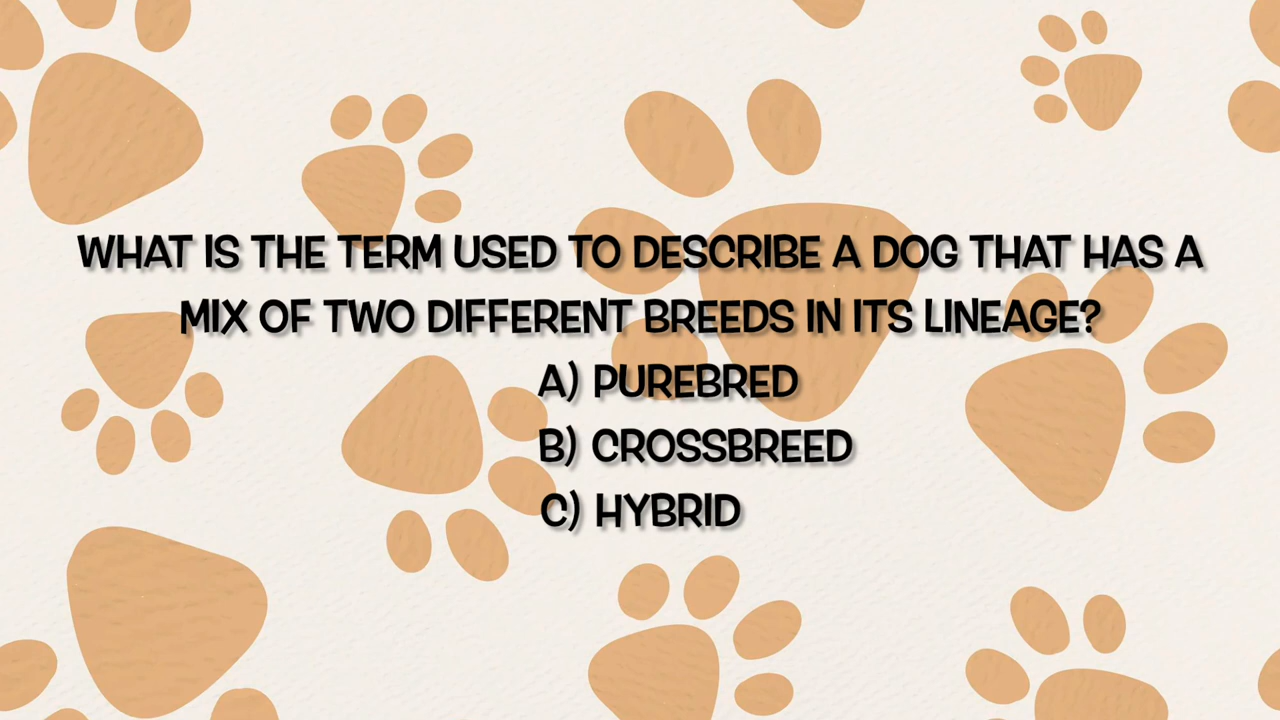 WHAT IS THE TERM USED TO DESCRIBE A DOG THAT HAS A
MIX OF TWO DIFFERENT BREEDS IN ITS LINEAGE?
A) PUREBRED
B) CROSSBREED
C) HYBRID